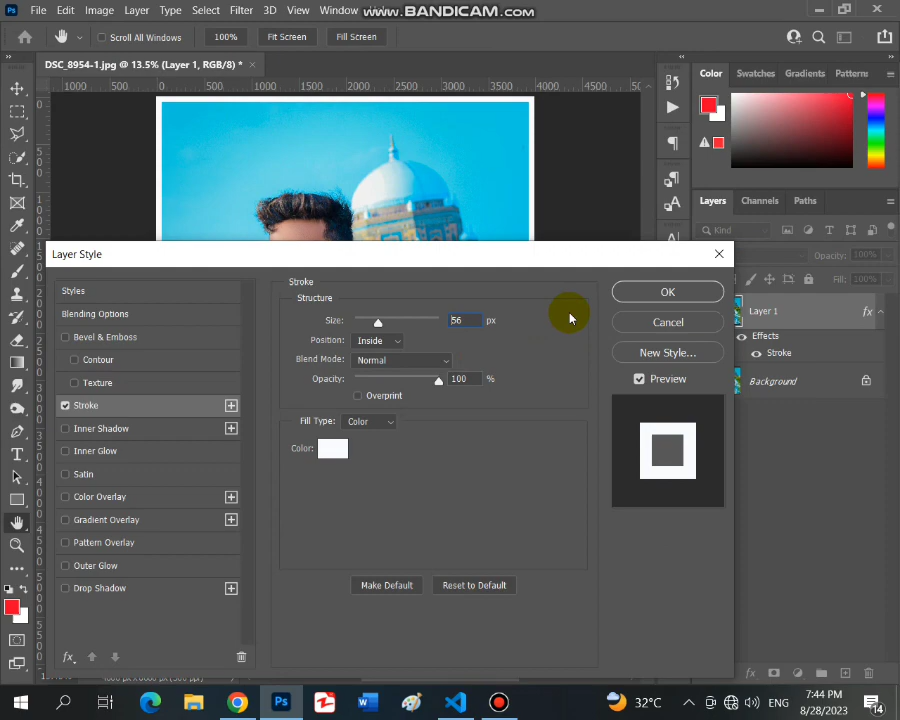 Ps File Edit Image Layer Type Select Filter 3D View Window
www.BANDICAM.com
Scroll All Windows 100% Fit Screen Fill Screen
DSC_8954-1.jpg @ 13.5% (Layer 1, RGB/8) * ×
1000 500 0 500 1000 1500 2000 2500 3000 3500 4000 4500
Color Swatches Gradients Patterns
Layers Channels Paths
Kind
Opacity: 100%
Fill: 100%
Layer 1 fx
Effects
Stroke
Background
Layer Style
Styles
Blending Options
Bevel & Emboss
Contour
Texture
Stroke
Inner Shadow
Inner Glow
Satin
Color Overlay
Gradient Overlay
Pattern Overlay
Outer Glow
Drop Shadow
fx
Stroke
Structure
Size: 56 px
Position: Inside
Blend Mode: Normal
Opacity: 100 %
Overprint
Fill Type: Color
Color:
Make Default Reset to Default
OK
Cancel
New Style...
Preview
fx
Ps
32°C
ENG
7:44 PM
8/28/2023
14